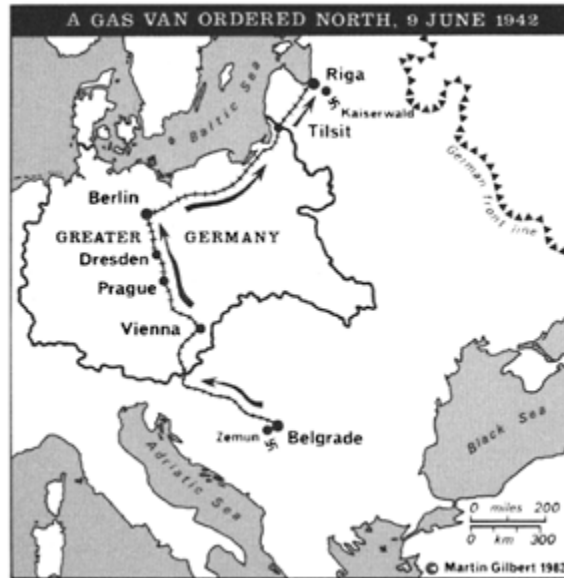 A GAS VAN ORDERED NORTH, 9 JUNE 1942
Riga
Kaiserwald
Tilsit
Baltic Sea
German front line
Berlin
GREATER GERMANY
Dresden
Prague
Vienna
Zemun
Belgrade
Adriatic Sea
Black Sea
0 miles 200
0 km 300
© Martin Gilbert 1983